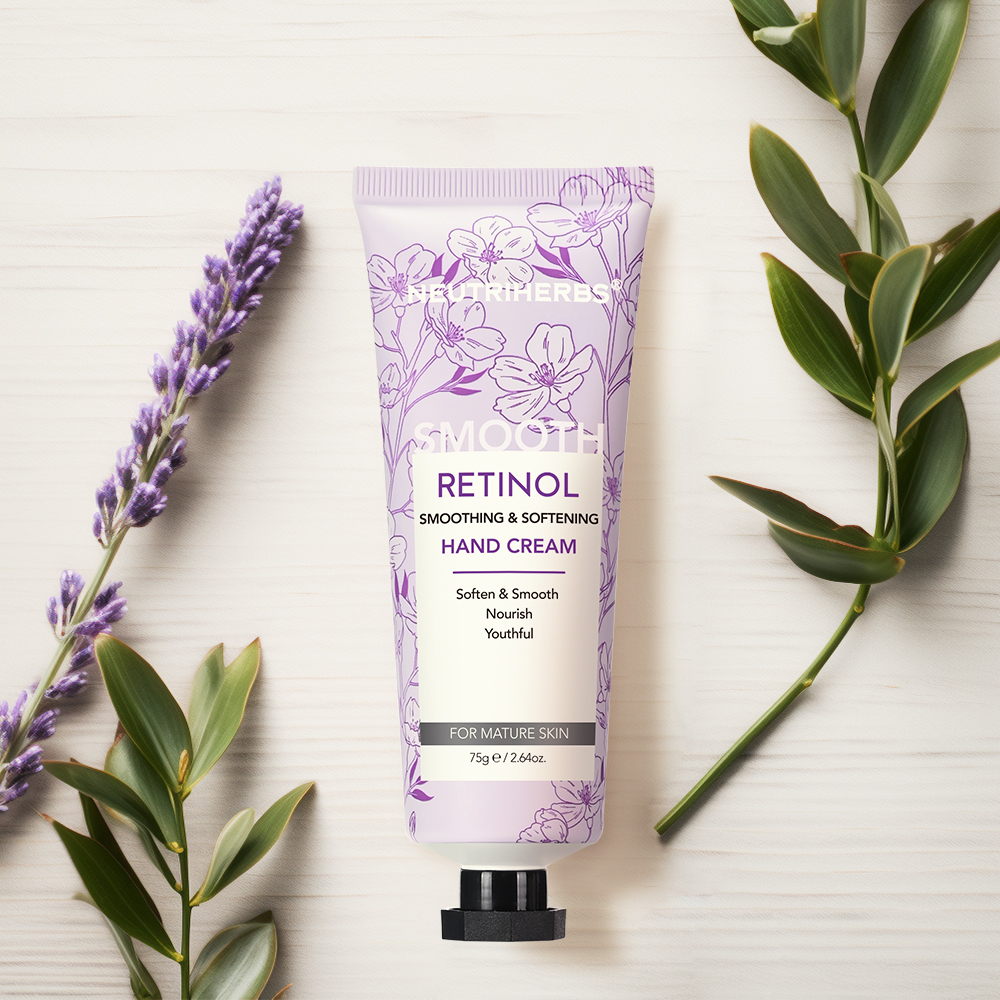 NEUTRIHERBS®
SMOOTH
RETINOL
SMOOTHING & SOFTENING
HAND CREAM
Soften & Smooth
Nourish
Youthful
FOR MATURE SKIN
75g ℮ / 2.64oz.